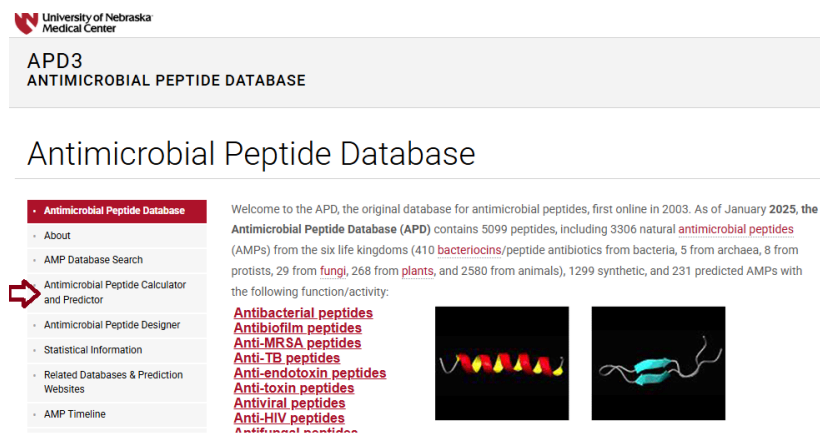 University of Nebraska
Medical Center
APD3
ANTIMICROBIAL PEPTIDE DATABASE
Antimicrobial Peptide Database
Antimicrobial Peptide Database
About
AMP Database Search
Antimicrobial Peptide Calculator
and Predictor
Antimicrobial Peptide Designer
Statistical Information
Related Databases & Prediction
Websites
AMP Timeline
Welcome to the APD, the original database for antimicrobial peptides, first online in 2003. As of January 2025, the
Antimicrobial Peptide Database (APD) contains 5099 peptides, including 3306 natural antimicrobial peptides
(AMPs) from the six life kingdoms (410 bacteriocins/peptide antibiotics from bacteria, 5 from archaea, 8 from
protists, 29 from fungi, 268 from plants, and 2580 from animals), 1299 synthetic, and 231 predicted AMPs with
the following function/activity:
Antibacterial peptides
Antibiofilm peptides
Anti-MRSA peptides
Anti-TB peptides
Anti-endotoxin peptides
Anti-toxin peptides
Antiviral peptides
Anti-HIV peptides
Antifungal peptides